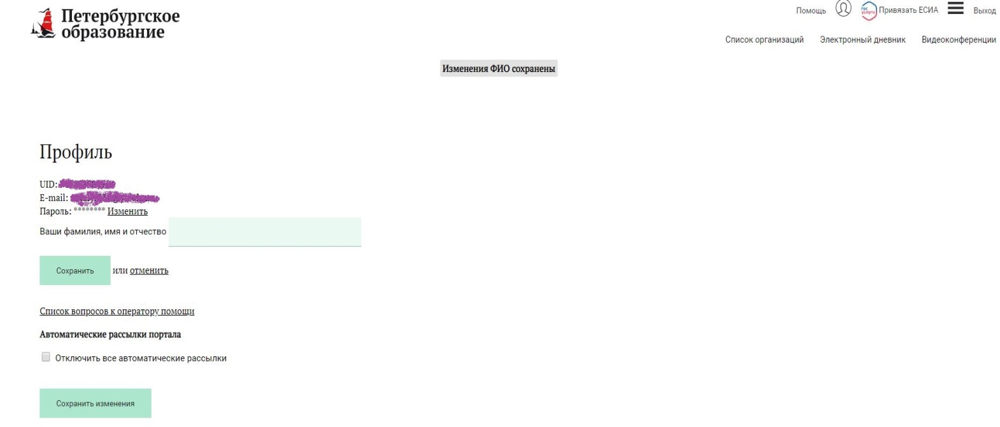 Петербургское
образование
Помощь
гос
услуги
Привязать ЕСИА
Выход
Список организаций
Электронный дневник
Видеоконференции
Изменения ФИО сохранены
Профиль
UID:
E-mail:
Пароль: ******** Изменить
Ваши фамилия, имя и отчество
Сохранить или отменить
Список вопросов к оператору помощи
Автоматические рассылки портала
Отключить все автоматические рассылки
Сохранить изменения